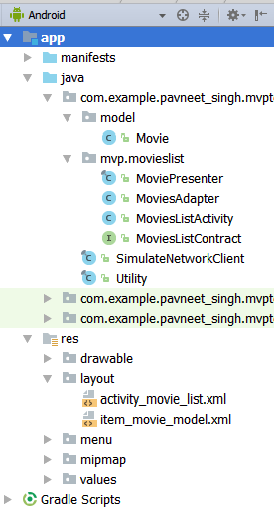 Android
app
manifests
java
com.example.pavneet_singh.mvpt
model
Movie
mvp.movieslist
MoviePresenter
MoviesAdapter
MoviesListActivity
MoviesListContract
SimulateNetworkClient
Utility
com.example.pavneet_singh.mvpt
com.example.pavneet_singh.mvpt
res
drawable
layout
activity_movie_list.xml
item_movie_model.xml
menu
mipmap
values
Gradle Scripts